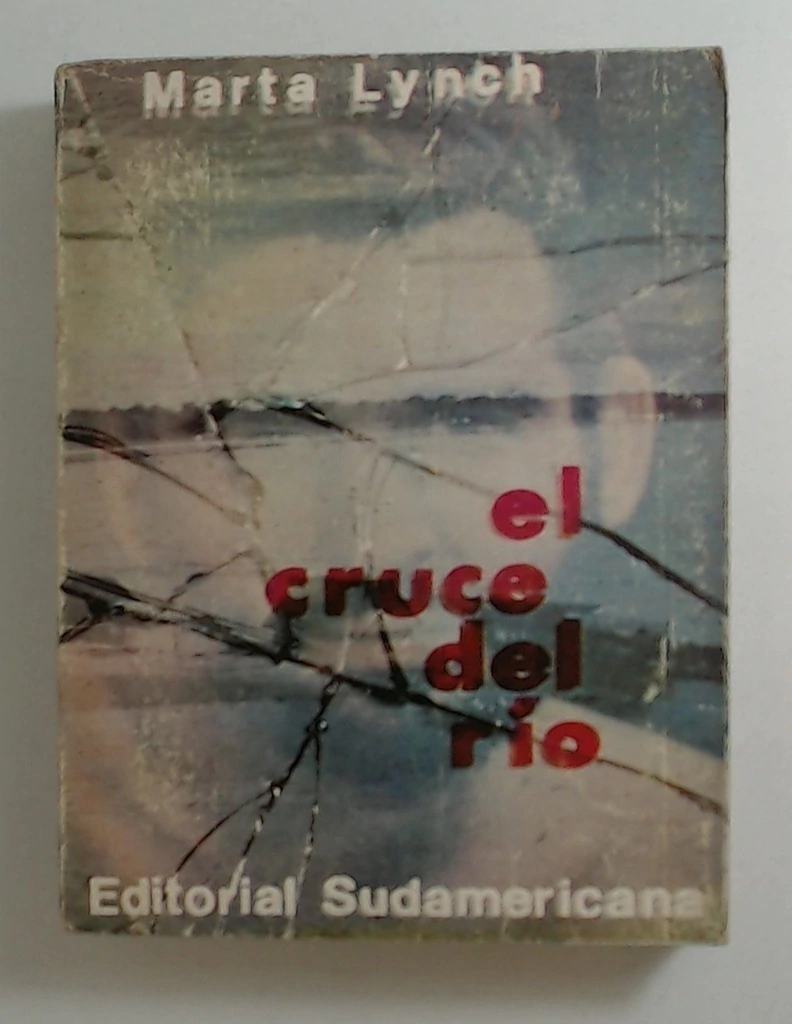 Marta Lynch
el
cruce
del
río
Editorial Sudamericana